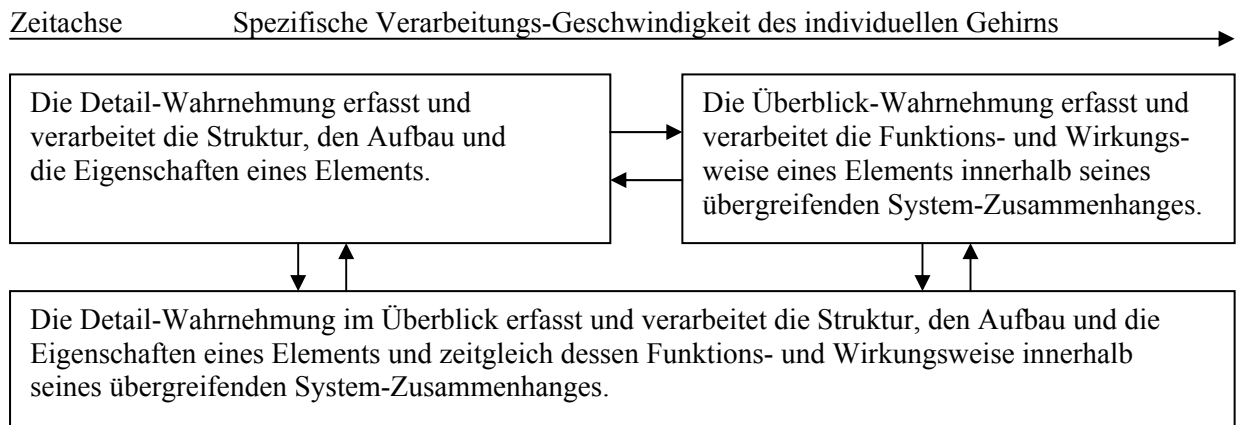 Zeitachse Spezifische Verarbeitungs-Geschwindigkeit des individuellen Gehirns
Die Detail-Wahrnehmung erfasst und
verarbeitet die Struktur, den Aufbau und
die Eigenschaften eines Elements.
Die Überblick-Wahrnehmung erfasst und
verarbeitet die Funktions- und Wirkungs-
weise eines Elements innerhalb seines
übergreifenden System-Zusammenhanges.
Die Detail-Wahrnehmung im Überblick erfasst und verarbeitet die Struktur, den Aufbau und die
Eigenschaften eines Elements und zeitgleich dessen Funktions- und Wirkungsweise innerhalb
seines übergreifenden System-Zusammenhanges.